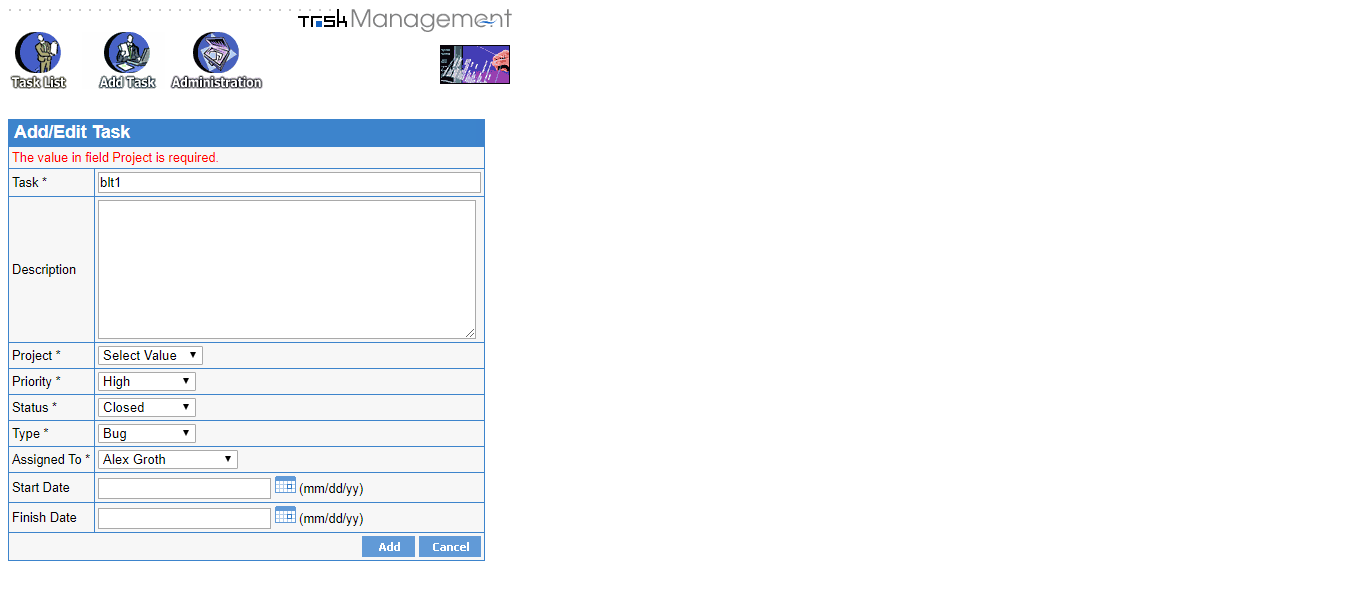 Task Management
Task List Add Task Administration
Add/Edit Task
The value in field Project is required.
Task * blt1
Description
Project * Select Value
Priority * High
Status * Closed
Type * Bug
Assigned To * Alex Groth
Start Date (mm/dd/yy)
Finish Date (mm/dd/yy)
Add Cancel